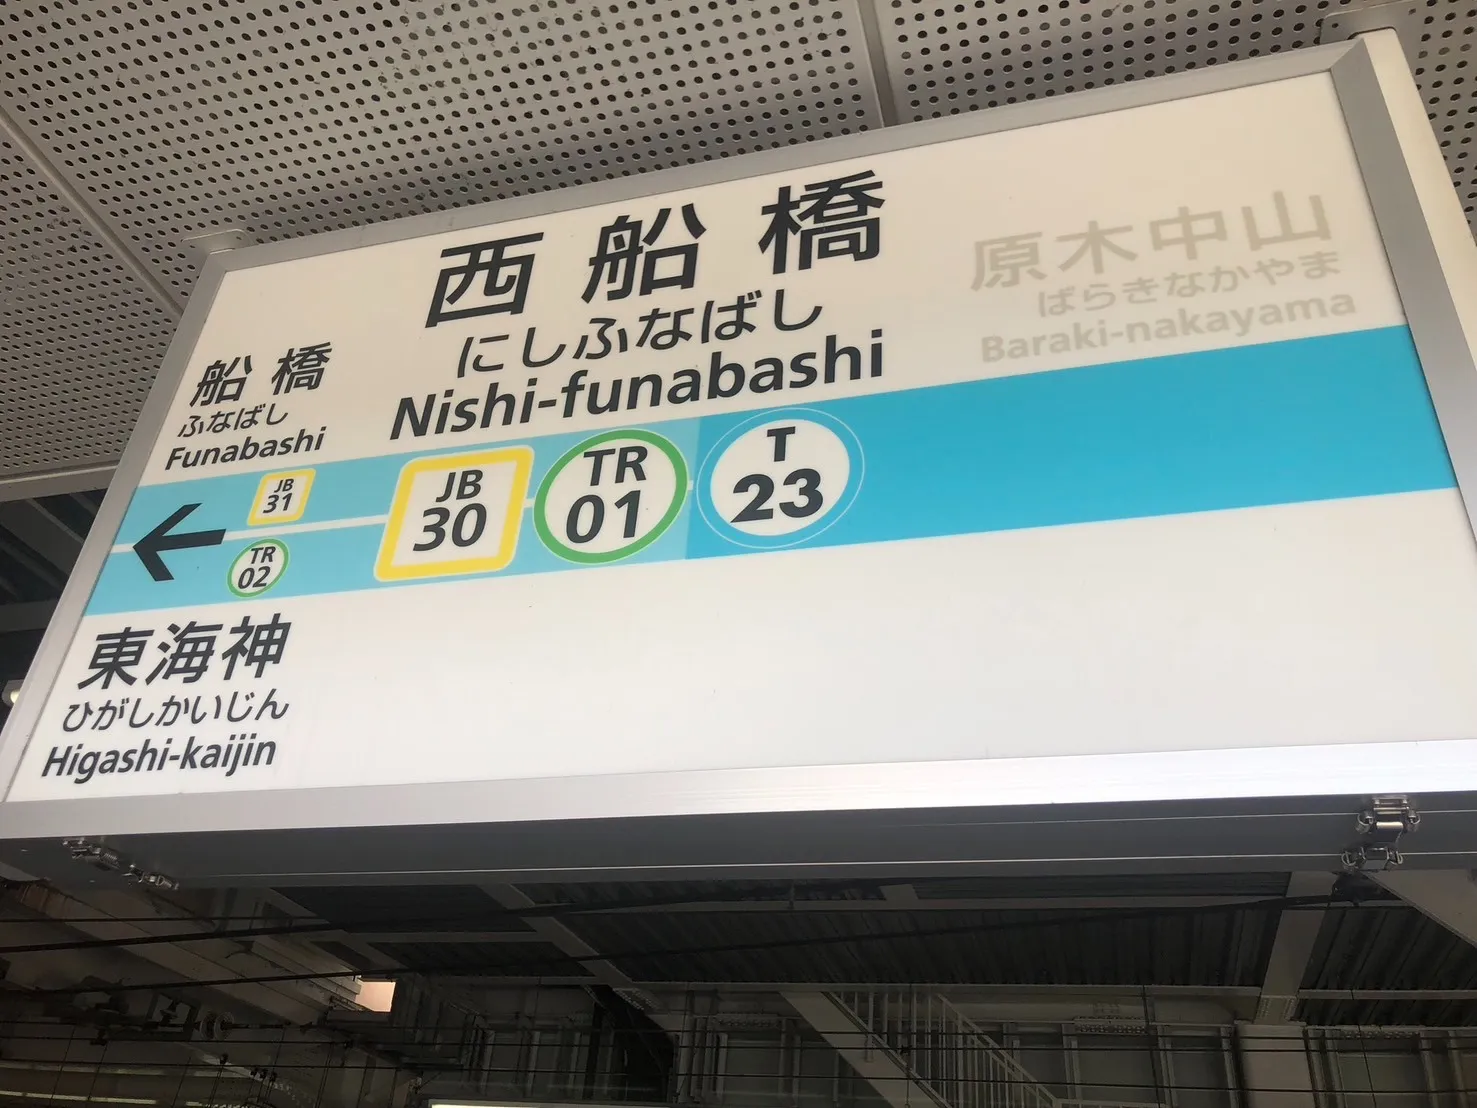 西船橋
にしふなばし
Nishi-funabashi
原木中山
ばらきなかやま
Baraki-nakayama
船橋
ふなばし
Funabashi
JB
31
TR
02
JB
30
TR
01
T
23
東海神
ひがしかいじん
Higashi-kaijin